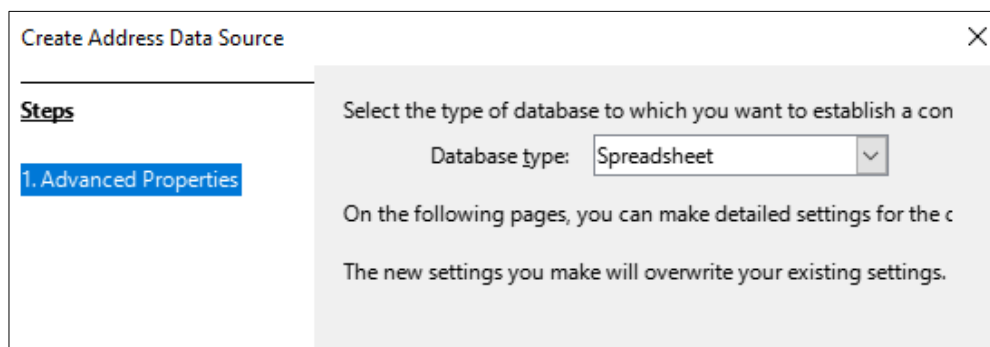 Create Address Data Source
Steps
1. Advanced Properties
Select the type of database to which you want to establish a con
Database type: Spreadsheet
On the following pages, you can make detailed settings for the c
The new settings you make will overwrite your existing settings.